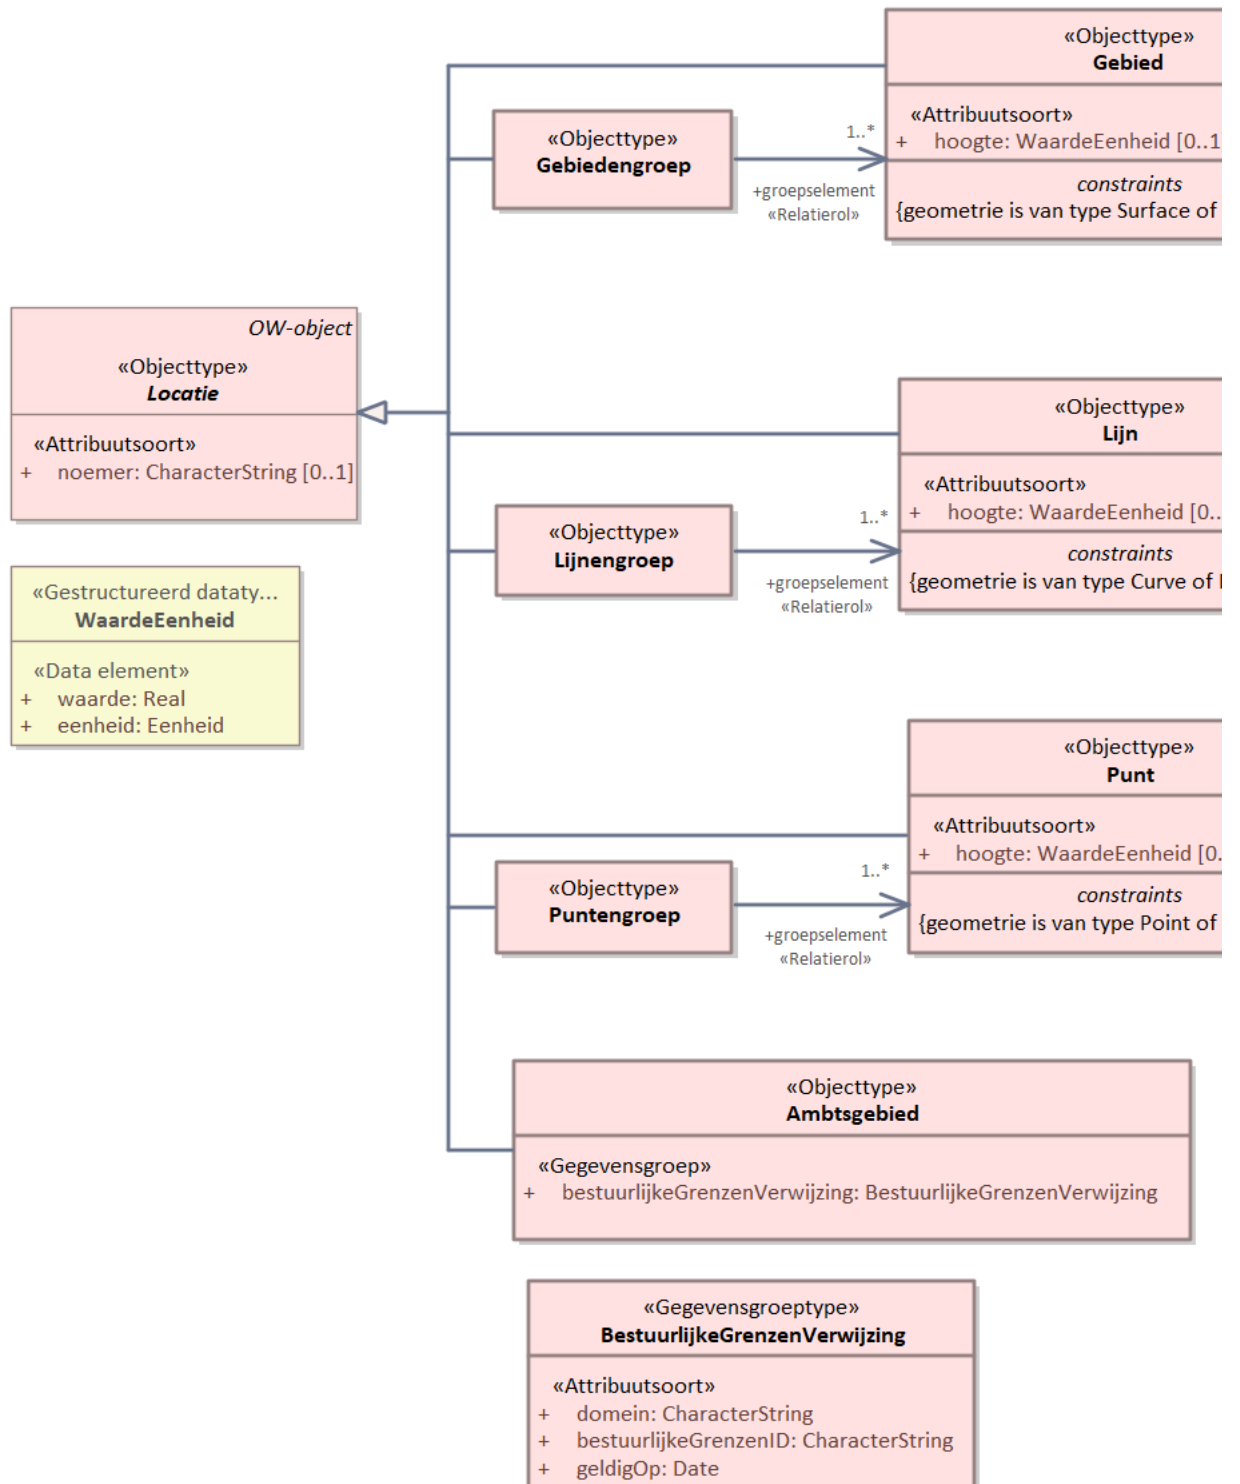 «Objecttype»
Gebied
«Attribuutsoort»
+ hoogte: WaardeEenheid [0..1
constraints
{geometrie is van type Surface of
«Objecttype»
Gebiedengroep
1..*
+groepselement
«Relatierol»
OW-object
«Objecttype»
Locatie
«Attribuutsoort»
+ noemer: CharacterString [0..1]
«Objecttype»
Lijn
«Attribuutsoort»
+ hoogte: WaardeEenheid [0..
constraints
{geometrie is van type Curve of
«Objecttype»
Lijnengroep
1..*
+groepselement
«Relatierol»
«Gestructureerd dataty...
WaardeEenheid
«Data element»
+ waarde: Real
+ eenheid: Eenheid
«Objecttype»
Punt
«Attribuutsoort»
+ hoogte: WaardeEenheid [0.
constraints
{geometrie is van type Point of
«Objecttype»
Puntengroep
1..*
+groepselement
«Relatierol»
«Objecttype»
Ambtsgebied
«Gegevensgroep»
+ bestuurlijkeGrenzenVerwijzing: BestuurlijkeGrenzenVerwijzing
«Gegevensgroeptype»
BestuurlijkeGrenzenVerwijzing
«Attribuutsoort»
+ domein: CharacterString
+ bestuurlijkeGrenzenID: CharacterString
+ geldigOp: Date